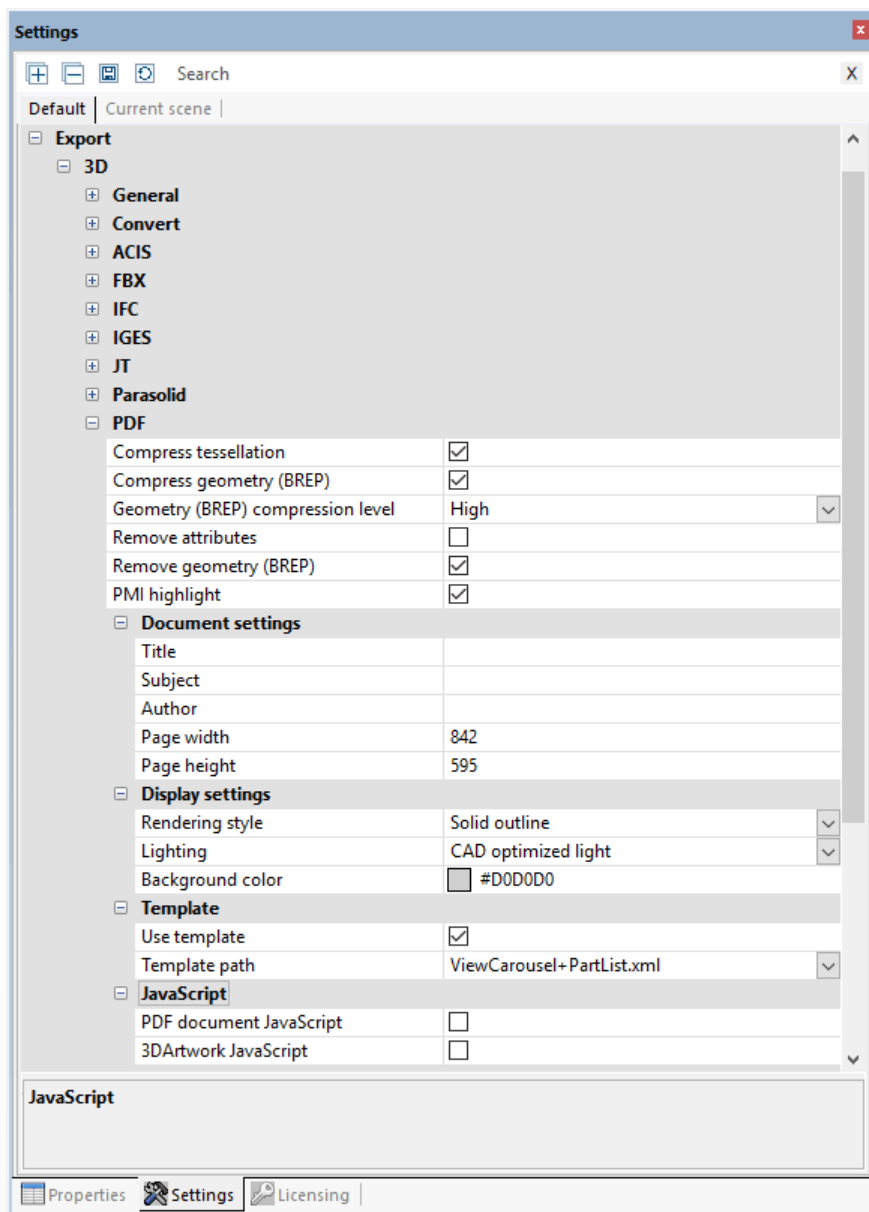 Settings
Search X
Default Current scene
Export
3D
General
Convert
ACIS
FBX
IFC
IGES
JT
Parasolid
PDF
Compress tessellation
Compress geometry (BREP)
Geometry (BREP) compression level High
Remove attributes
Remove geometry (BREP)
PMI highlight
Document settings
Title
Subject
Author
Page width 842
Page height 595
Display settings
Rendering style Solid outline
Lighting CAD optimized light
Background color #D0D0D0
Template
Use template
Template path ViewCarousel+PartList.xml
JavaScript
PDF document JavaScript
3DArtwork JavaScript
JavaScript
Properties Settings Licensing